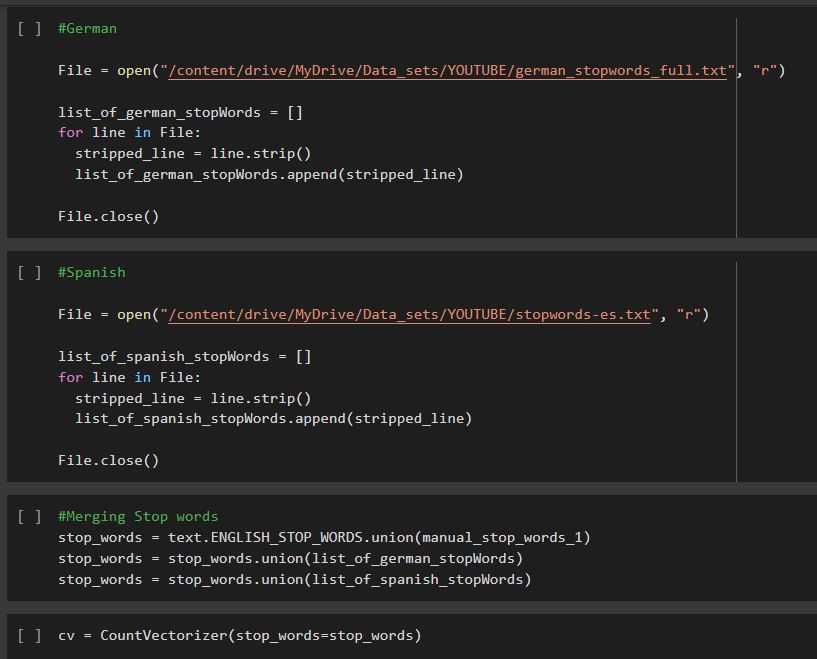 [ ] #German
File = open("/content/drive/MyDrive/Data_sets/YOUTUBE/german_stopwords_full.txt", "r")
list_of_german_stopWords = []
for line in File:
  stripped_line = line.strip()
  list_of_german_stopWords.append(stripped_line)
File.close()
[ ] #Spanish
File = open("/content/drive/MyDrive/Data_sets/YOUTUBE/stopwords-es.txt", "r")
list_of_spanish_stopWords = []
for line in File:
  stripped_line = line.strip()
  list_of_spanish_stopWords.append(stripped_line)
File.close()
[ ] #Merging Stop words
stop_words = text.ENGLISH_STOP_WORDS.union(manual_stop_words_1)
stop_words = stop_words.union(list_of_german_stopWords)
stop_words = stop_words.union(list_of_spanish_stopWords)
[ ] cv = CountVectorizer(stop_words=stop_words)